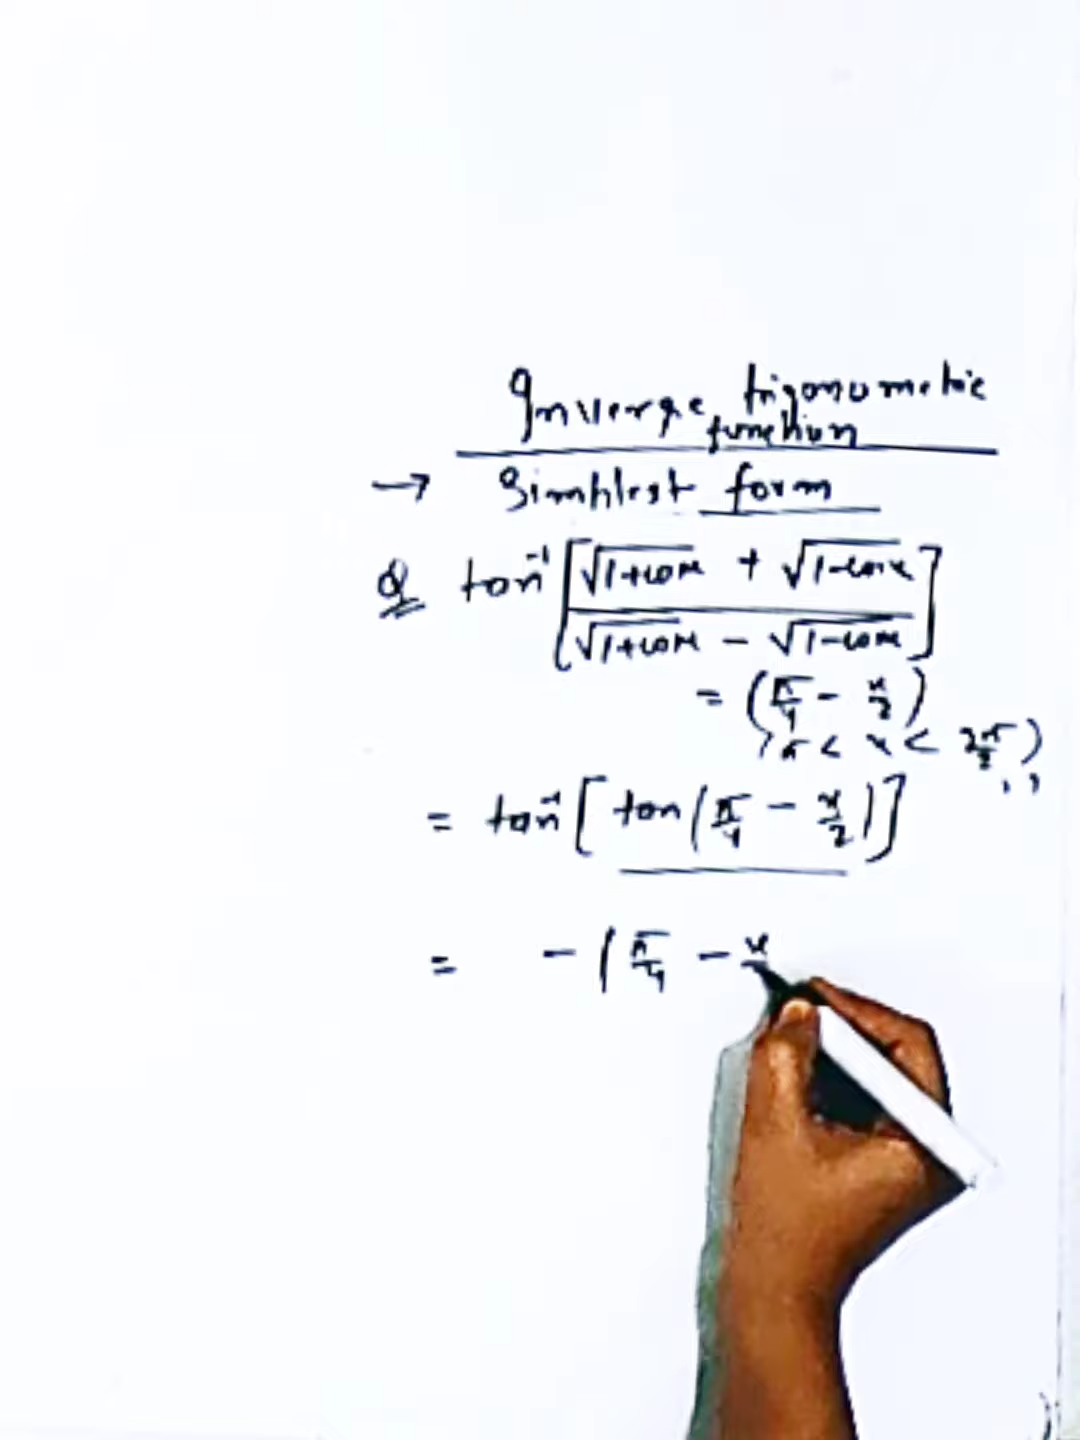 Inverse trigonometric
function
→ Simplest form
Q tan⁻¹ [(√1+cosx + √1-cosx) / (√1+cosx - √1-cosx)]
= (π/4 - x/2)
, π < x < 3π/2)
= tan⁻¹ [tan(π/4 - x/2)]
= - (π/4 - x